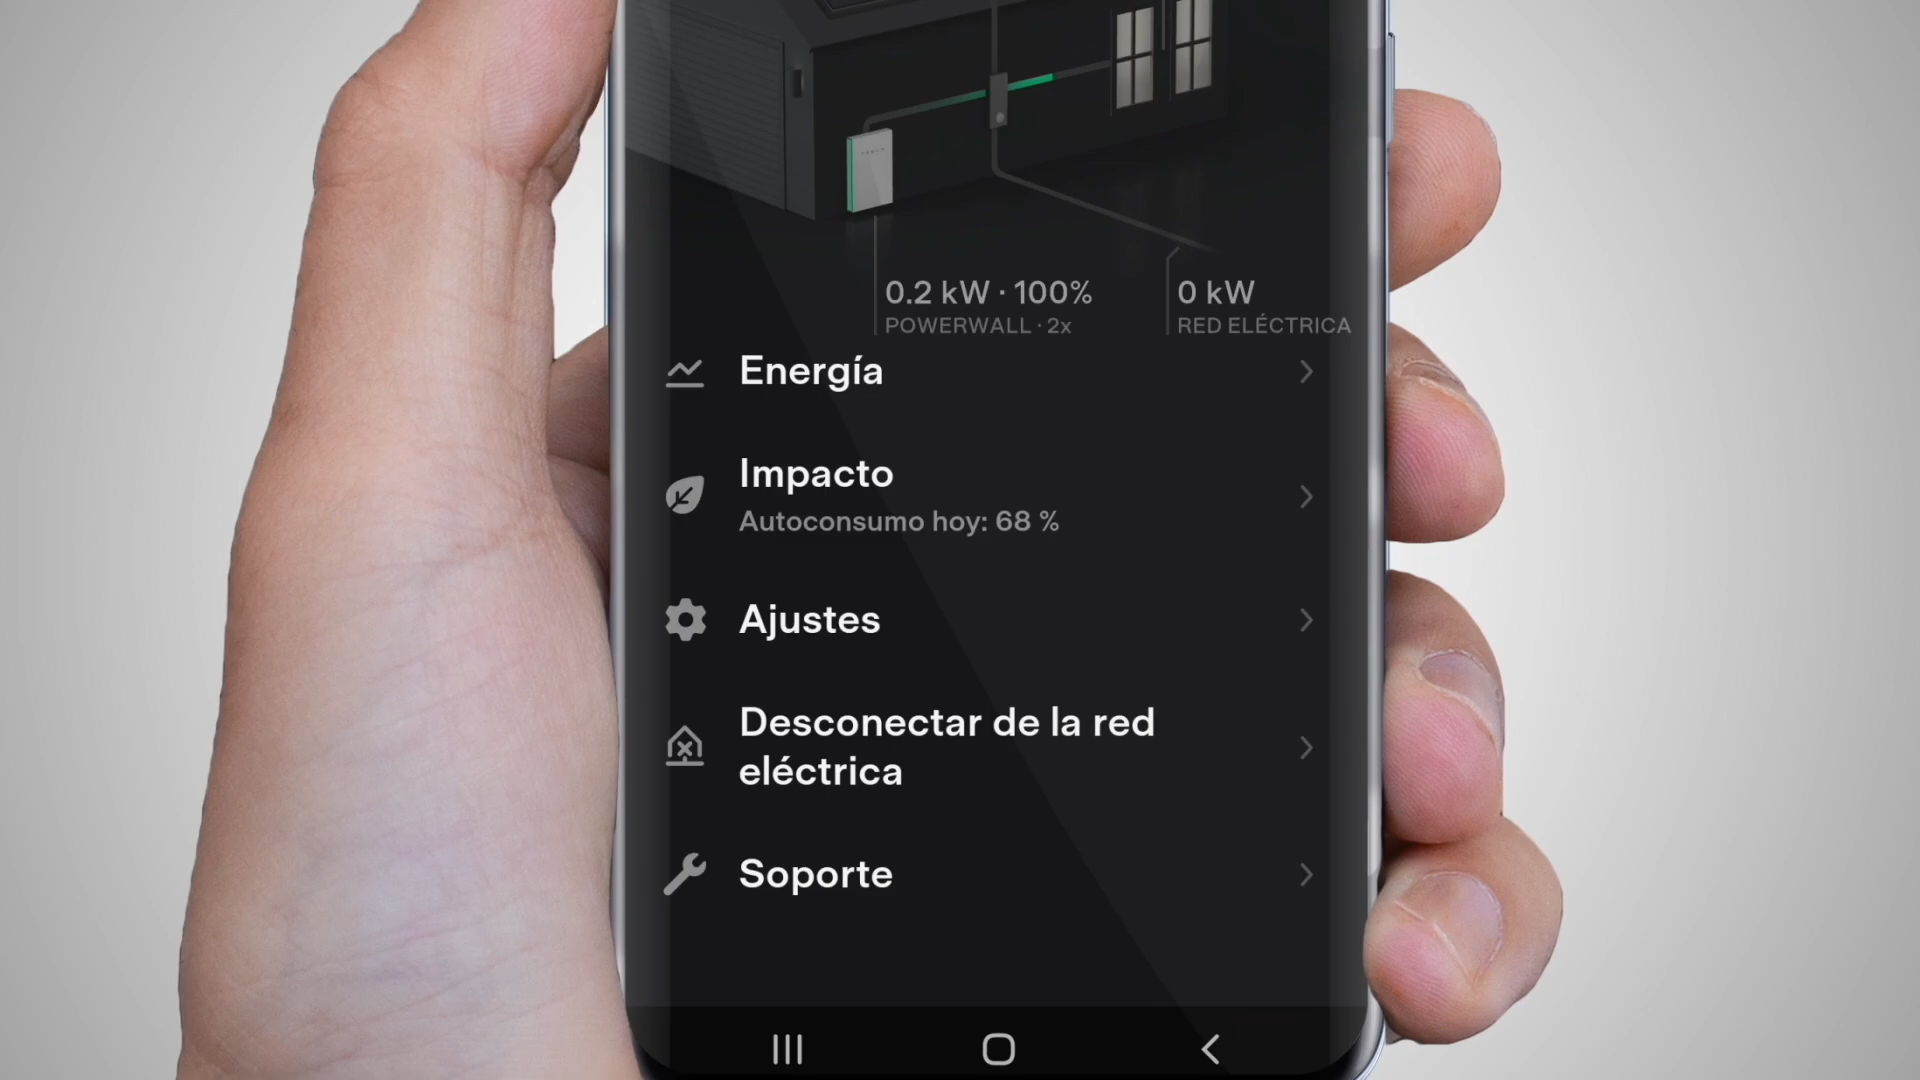 0.2 kW · 100%
POWERWALL · 2x
0 kW
RED ELÉCTRICA
Energía
Impacto
Autoconsumo hoy: 68 %
Ajustes
Desconectar de la red
eléctrica
Soporte